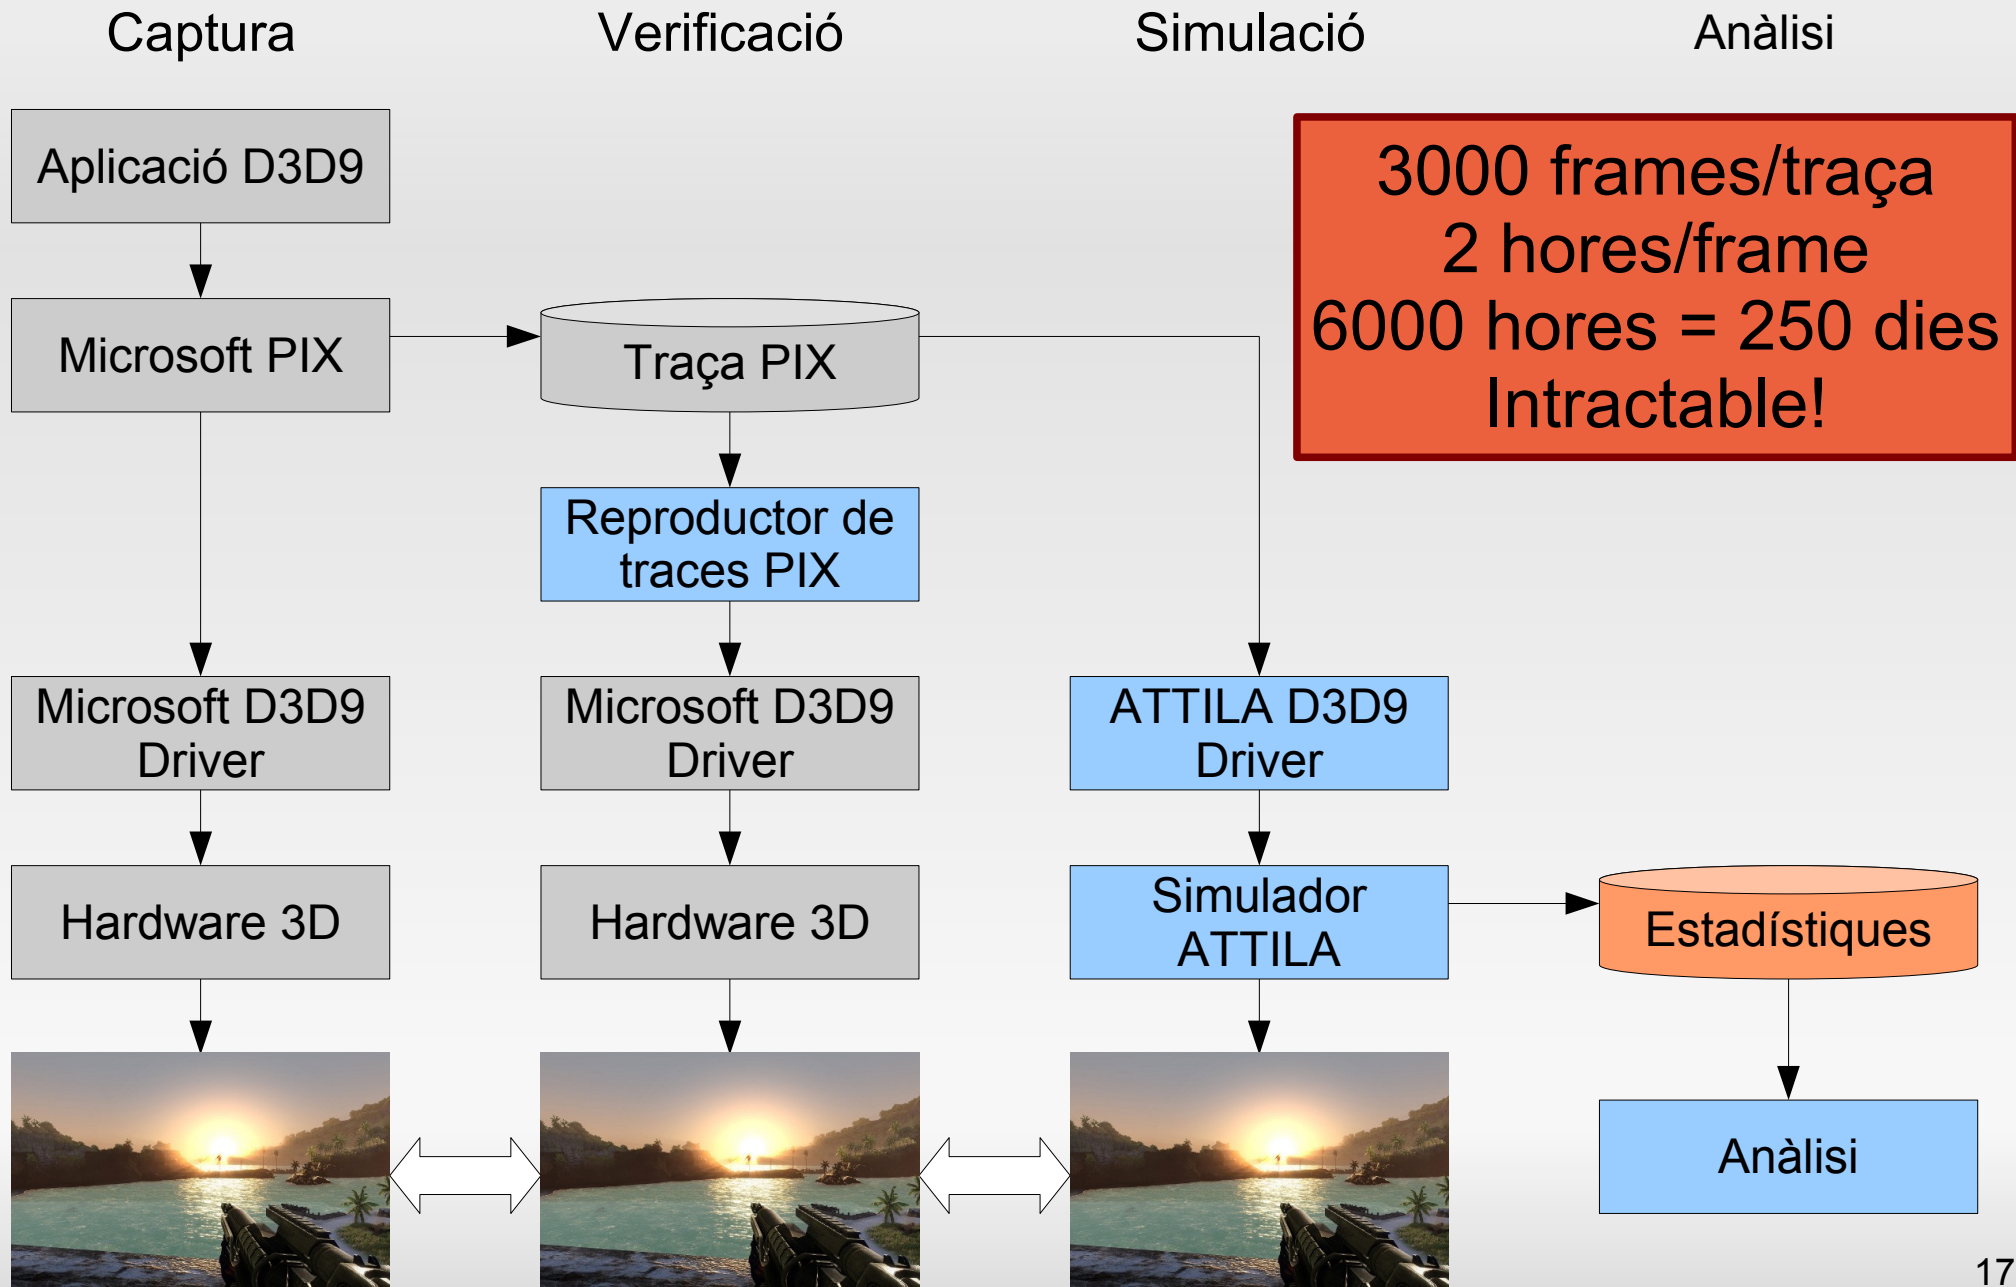 Captura
Verificació
Simulació
Anàlisi
Aplicació D3D9
3000 frames/traça
2 hores/frame
6000 hores = 250 dies
Intractable!
Microsoft PIX
Traça PIX
Reproductor de
traces PIX
Microsoft D3D9
Driver
Microsoft D3D9
Driver
ATTILA D3D9
Driver
Hardware 3D
Hardware 3D
Simulador
ATTILA
Estadístiques
Anàlisi
17